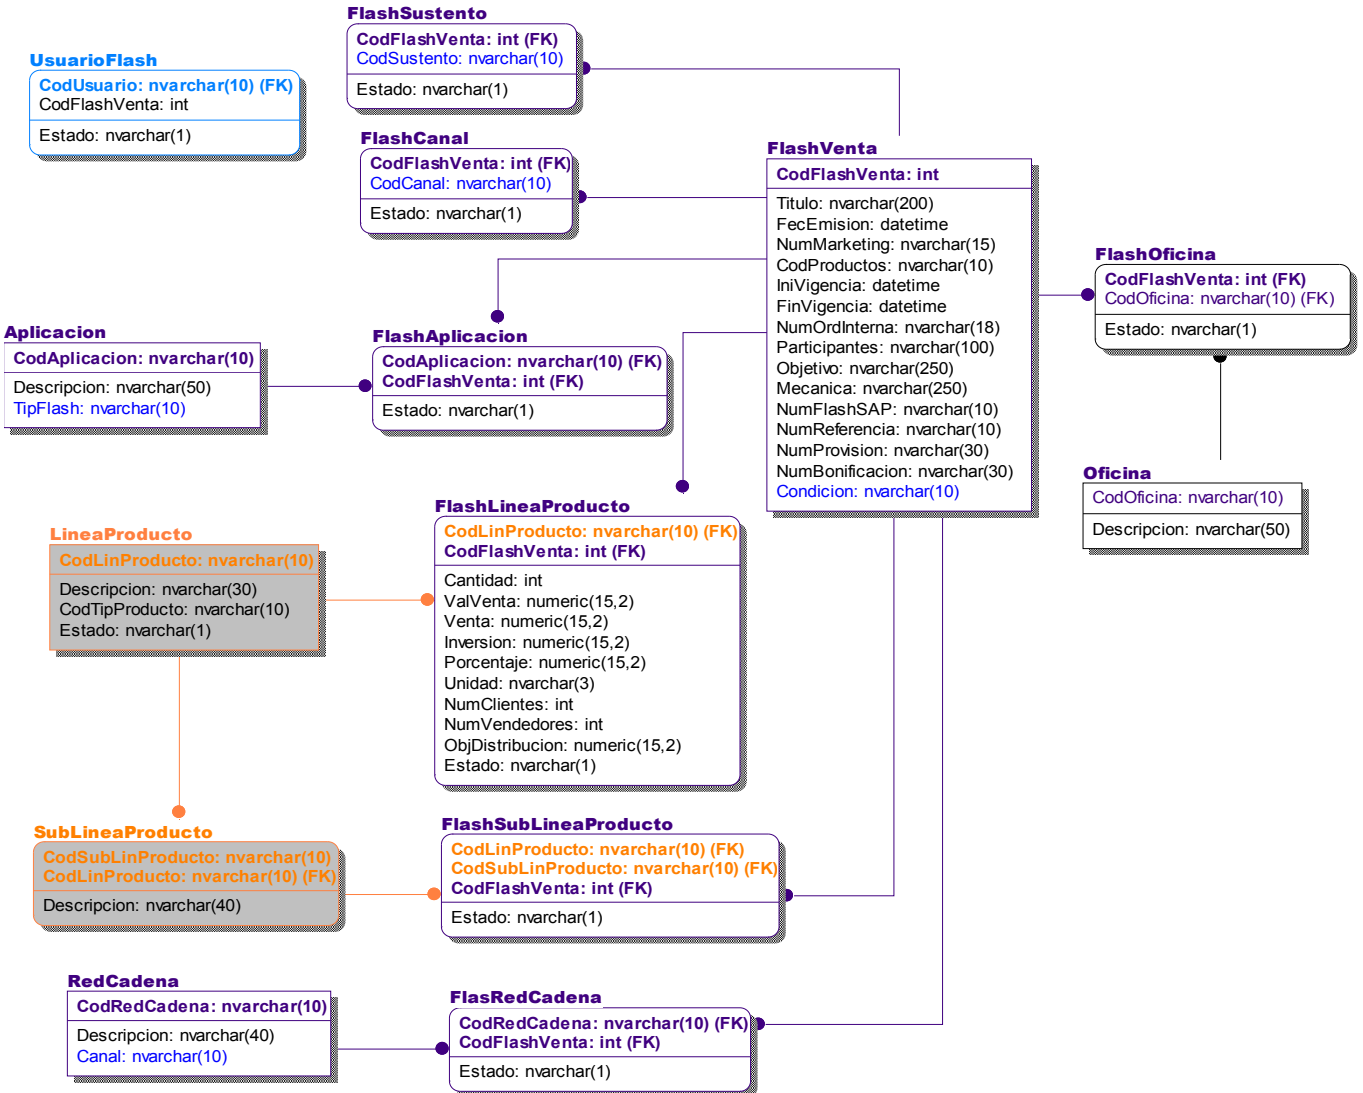 FlashSustento
CodFlashVenta: int (FK)
CodSustento: nvarchar(10)
Estado: nvarchar(1)
UsuarioFlash
CodUsuario: nvarchar(10) (FK)
CodFlashVenta: int
Estado: nvarchar(1)
FlashCanal
CodFlashVenta: int (FK)
CodCanal: nvarchar(10)
Estado: nvarchar(1)
FlashVenta
CodFlashVenta: int
Titulo: nvarchar(200)
FecEmision: datetime
NumMarketing: nvarchar(15)
CodProductos: nvarchar(10)
IniVigencia: datetime
FinVigencia: datetime
NumOrdInterna: nvarchar(18)
Participantes: nvarchar(100)
Objetivo: nvarchar(250)
Mecanica: nvarchar(250)
NumFlashSAP: nvarchar(10)
NumReferencia: nvarchar(10)
NumProvision: nvarchar(30)
NumBonificacion: nvarchar(30)
Condicion: nvarchar(10)
FlashOficina
CodFlashVenta: int (FK)
CodOficina: nvarchar(10) (FK)
Estado: nvarchar(1)
Aplicacion
CodAplicacion: nvarchar(10)
Descripcion: nvarchar(50)
TipFlash: nvarchar(10)
FlashAplicacion
CodAplicacion: nvarchar(10) (FK)
CodFlashVenta: int (FK)
Estado: nvarchar(1)
Oficina
CodOficina: nvarchar(10)
Descripcion: nvarchar(50)
FlashLineaProducto
CodLinProducto: nvarchar(10) (FK)
CodFlashVenta: int (FK)
Cantidad: int
ValVenta: numeric(15,2)
Venta: numeric(15,2)
Inversion: numeric(15,2)
Porcentaje: numeric(15,2)
Unidad: nvarchar(3)
NumClientes: int
NumVendedores: int
ObjDistribucion: numeric(15,2)
Estado: nvarchar(1)
LineaProducto
CodLinProducto: nvarchar(10)
Descripcion: nvarchar(30)
CodTipProducto: nvarchar(10)
Estado: nvarchar(1)
SubLineaProducto
CodSubLinProducto: nvarchar(10)
CodLinProducto: nvarchar(10) (FK)
Descripcion: nvarchar(40)
FlashSubLineaProducto
CodLinProducto: nvarchar(10) (FK)
CodSubLinProducto: nvarchar(10) (FK)
CodFlashVenta: int (FK)
Estado: nvarchar(1)
RedCadena
CodRedCadena: nvarchar(10)
Descripcion: nvarchar(40)
Canal: nvarchar(10)
FlasRedCadena
CodRedCadena: nvarchar(10) (FK)
CodFlashVenta: int (FK)
Estado: nvarchar(1)